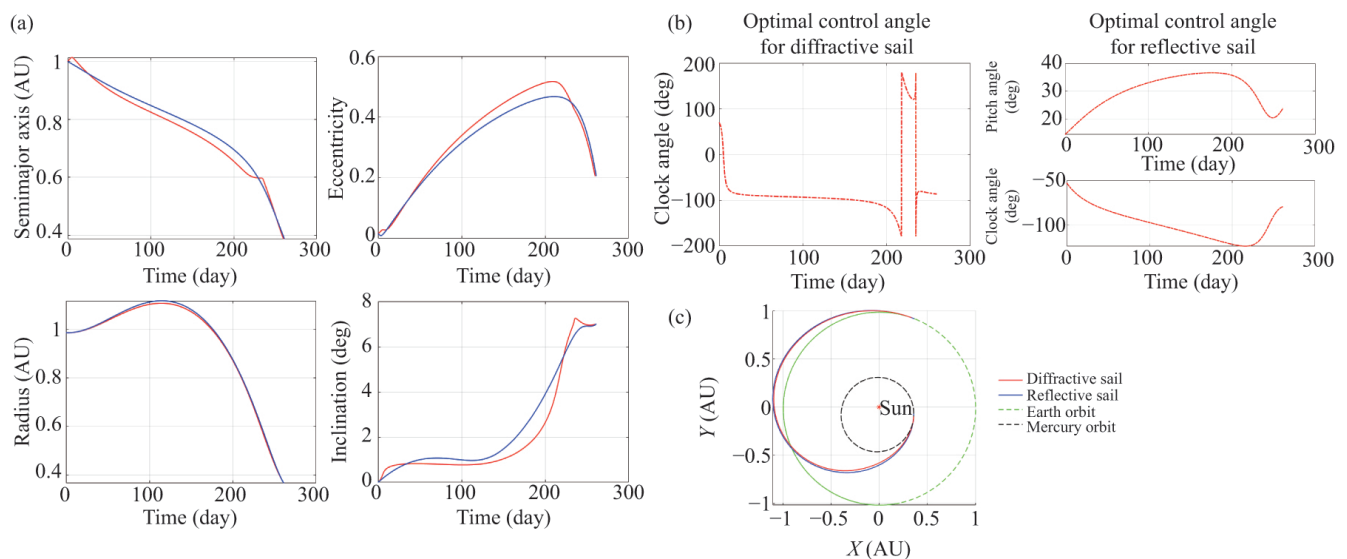 (a)
Semimajor axis (AU)
1
0.8
0.6
0.4
0
100
200
300
Time (day)
Eccentricity
0.6
0.4
0.2
0
0
100
200
300
Time (day)
Radius (AU)
1
1
0.6
0.4
0
100
200
300
Time (day)
Inclination (deg)
8
6
4
2
0
0
100
200
300
Time (day)
(b)
Optimal control angle
for diffractive sail
Clock angle (deg)
200
100
0
−100
−200
0
100
200
300
Time (day)
Optimal control angle
for reflective sail
Pitch angle
(deg)
40
30
20
0
100
200
300
Time (day)
Clock angle
(deg)
−50
−100
0
100
200
300
Time (day)
(c)
Y (AU)
1
0.5
0
−0.5
−1
Sun
−1
−0.5
0
0.5
1
X (AU)
Diffractive sail
Reflective sail
Earth orbit
Mercury orbit